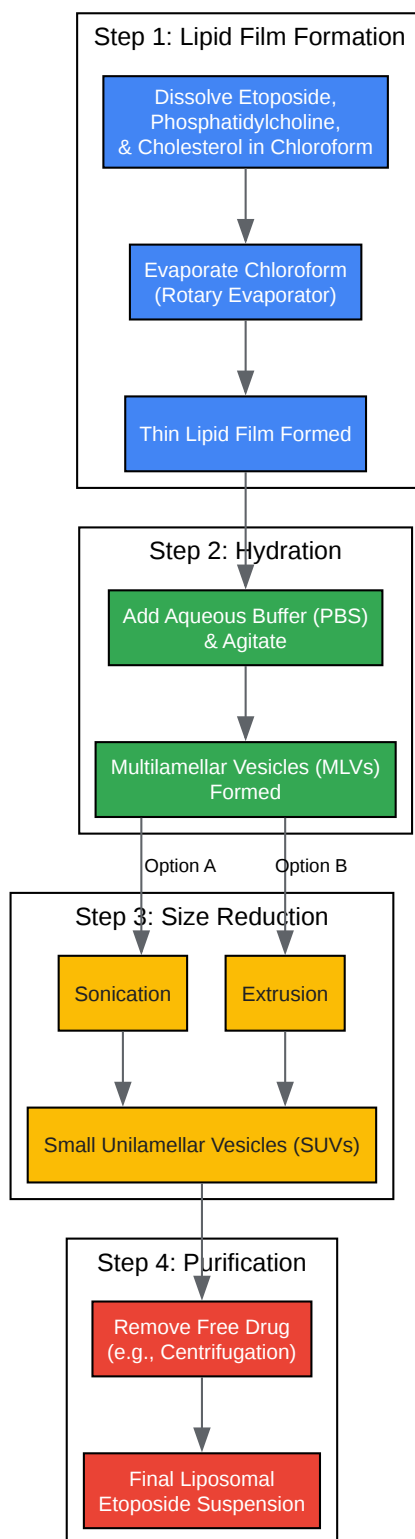 Step 1: Lipid Film Formation
Dissolve Etoposide,
Phosphatidylcholine,
& Cholesterol in Chloroform
Evaporate Chloroform
(Rotary Evaporator)
Thin Lipid Film Formed
Step 2: Hydration
Add Aqueous Buffer (PBS)
& Agitate
Multilamellar Vesicles (MLVs)
Formed
Option A
Option B
Step 3: Size Reduction
Sonication
Extrusion
Small Unilamellar Vesicles (SUVs)
Step 4: Purification
Remove Free Drug
(e.g., Centrifugation)
Final Liposomal
Etoposide Suspension